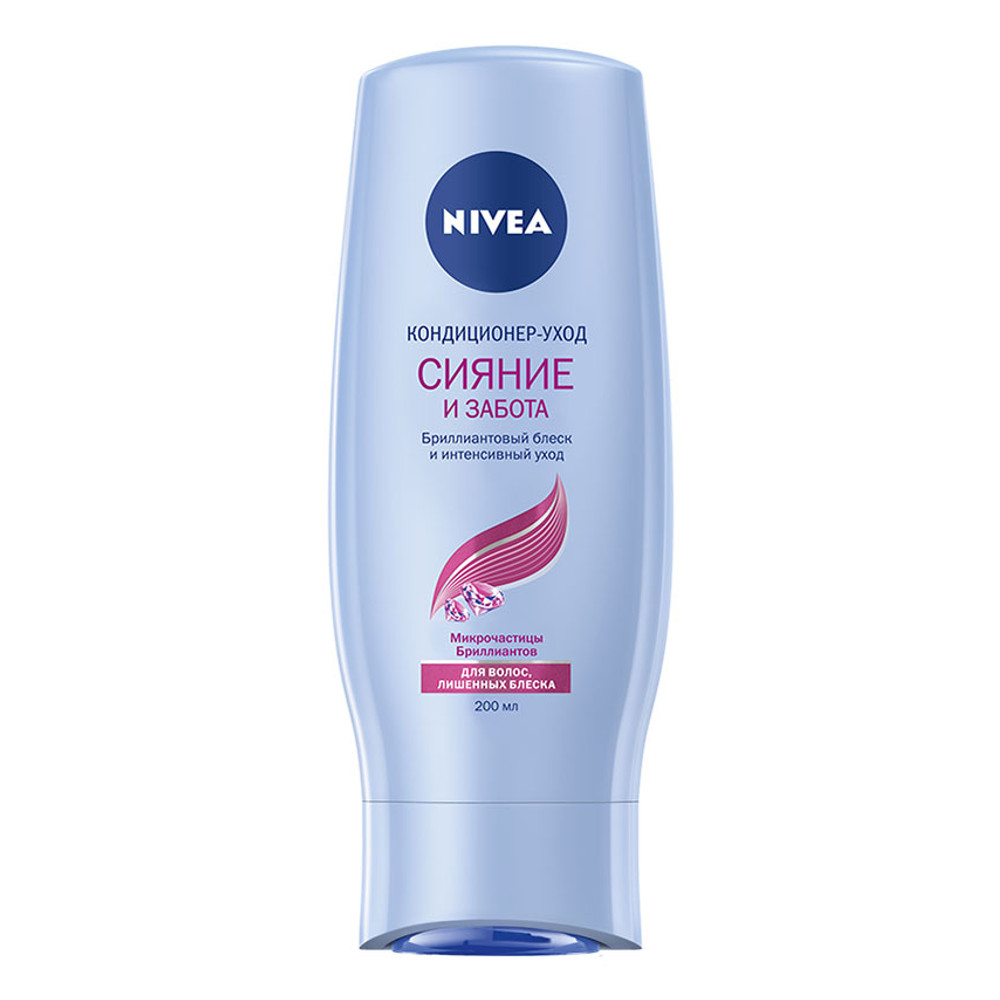 NIVEA
КОНДИЦИОНЕР-УХОД
СИЯНИЕ
И ЗАБОТА
Бриллиантовый блеск
и интенсивный уход
Микрочастицы
Бриллиантов
ДЛЯ ВОЛОС,
ЛИШЕННЫХ БЛЕСКА
200 мл